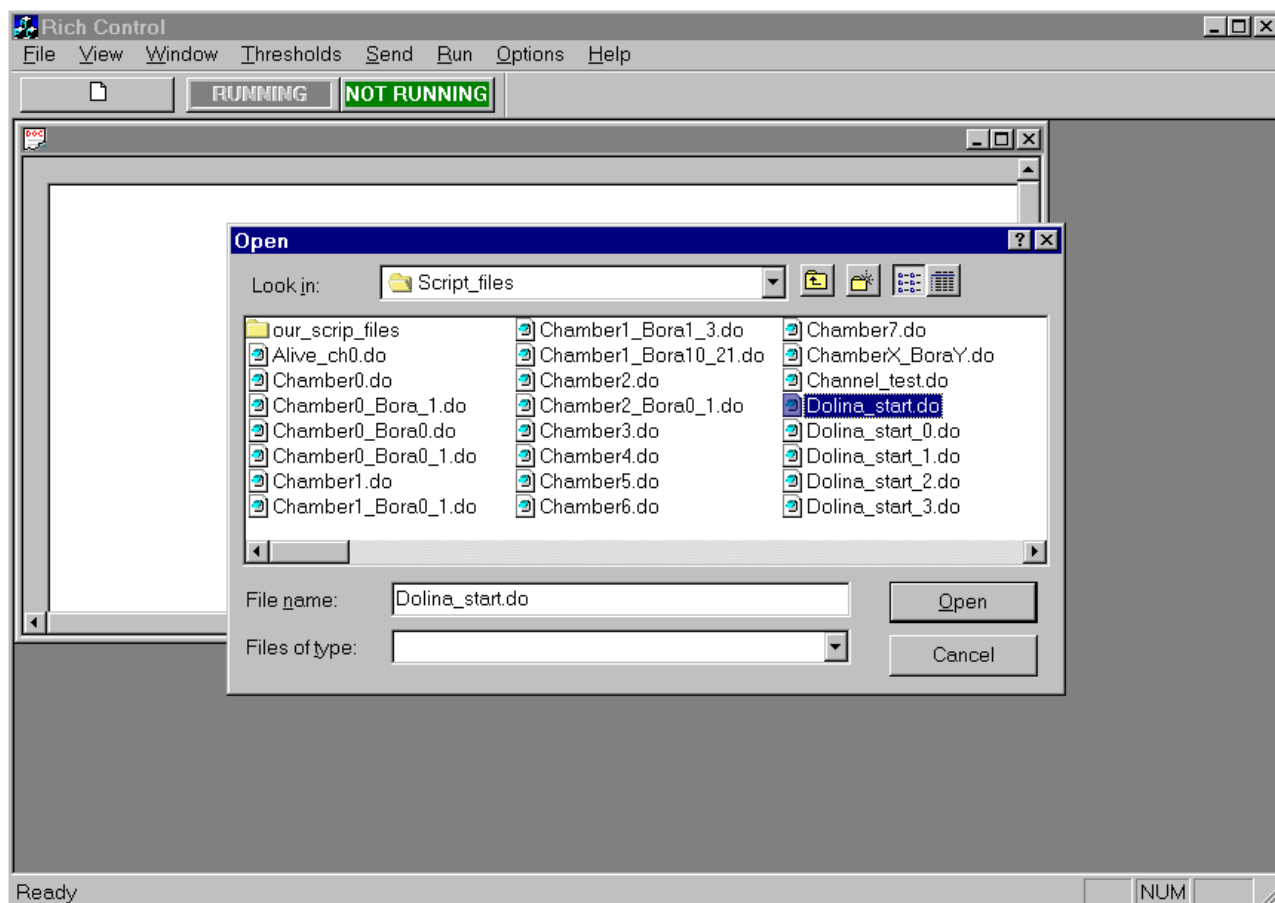 Rich Control
File View Window Thresholds Send Run Options Help
RUNNING NOT RUNNING
DOC
Open
Look in: Script_files
our_scrip_files Chamber1_Bora1_3.do Chamber7.do
Alive_ch0.do Chamber1_Bora10_21.do ChamberX_BoraY.do
Chamber0.do Chamber2.do Channel_test.do
Chamber0_Bora_1.do Chamber2_Bora0_1.do Dolina_start.do
Chamber0_Bora0.do Chamber3.do Dolina_start_0.do
Chamber0_Bora0_1.do Chamber4.do Dolina_start_1.do
Chamber1.do Chamber5.do Dolina_start_2.do
Chamber1_Bora0_1.do Chamber6.do Dolina_start_3.do
File name: Dolina_start.do Open
Files of type: Cancel
Ready NUM